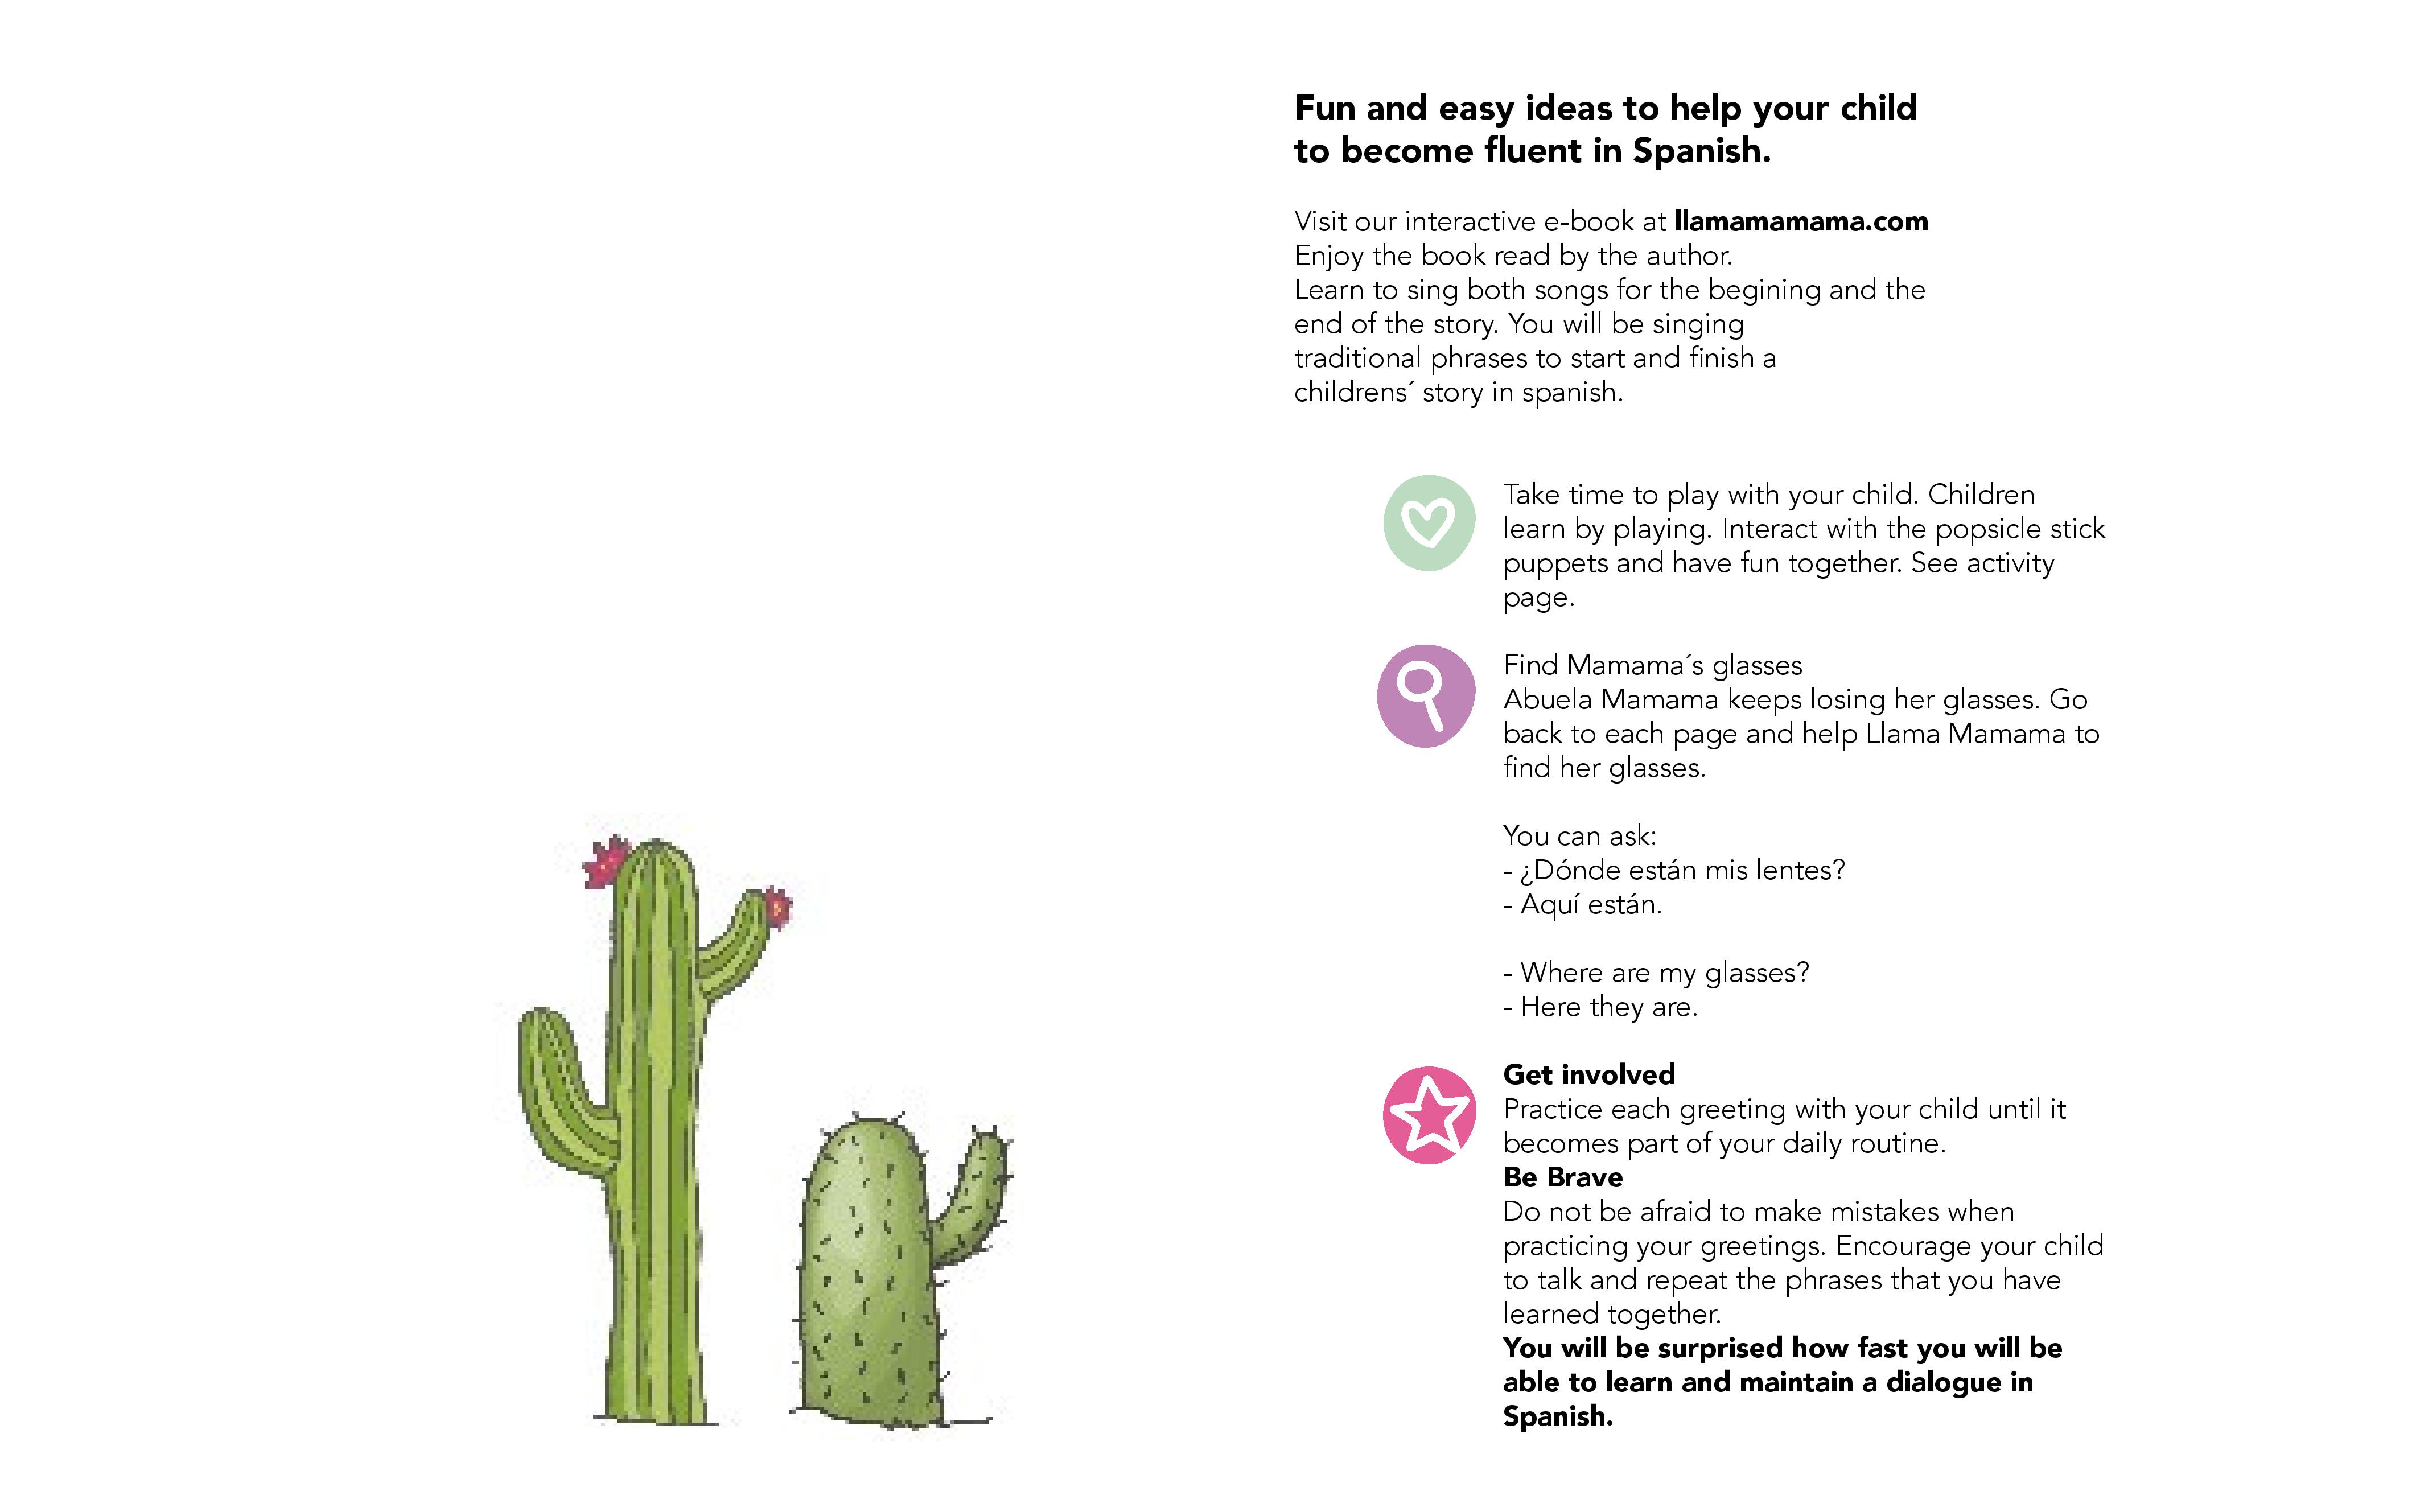 Fun and easy ideas to help your child
to become fluent in Spanish.
Visit our interactive e-book at llamamamama.com
Enjoy the book read by the author.
Learn to sing both songs for the begining and the
end of the story. You will be singing
traditional phrases to start and finish a
childrens´ story in spanish.
Take time to play with your child. Children
learn by playing. Interact with the popsicle stick
puppets and have fun together. See activity
page.
Find Mamama´s glasses
Abuela Mamama keeps losing her glasses. Go
back to each page and help Llama Mamama to
find her glasses.
You can ask:
- ¿Dónde están mis lentes?
- Aquí están.
- Where are my glasses?
- Here they are.
Get involved
Practice each greeting with your child until it
becomes part of your daily routine.
Be Brave
Do not be afraid to make mistakes when
practicing your greetings. Encourage your child
to talk and repeat the phrases that you have
learned together.
You will be surprised how fast you will be
able to learn and maintain a dialogue in
Spanish.